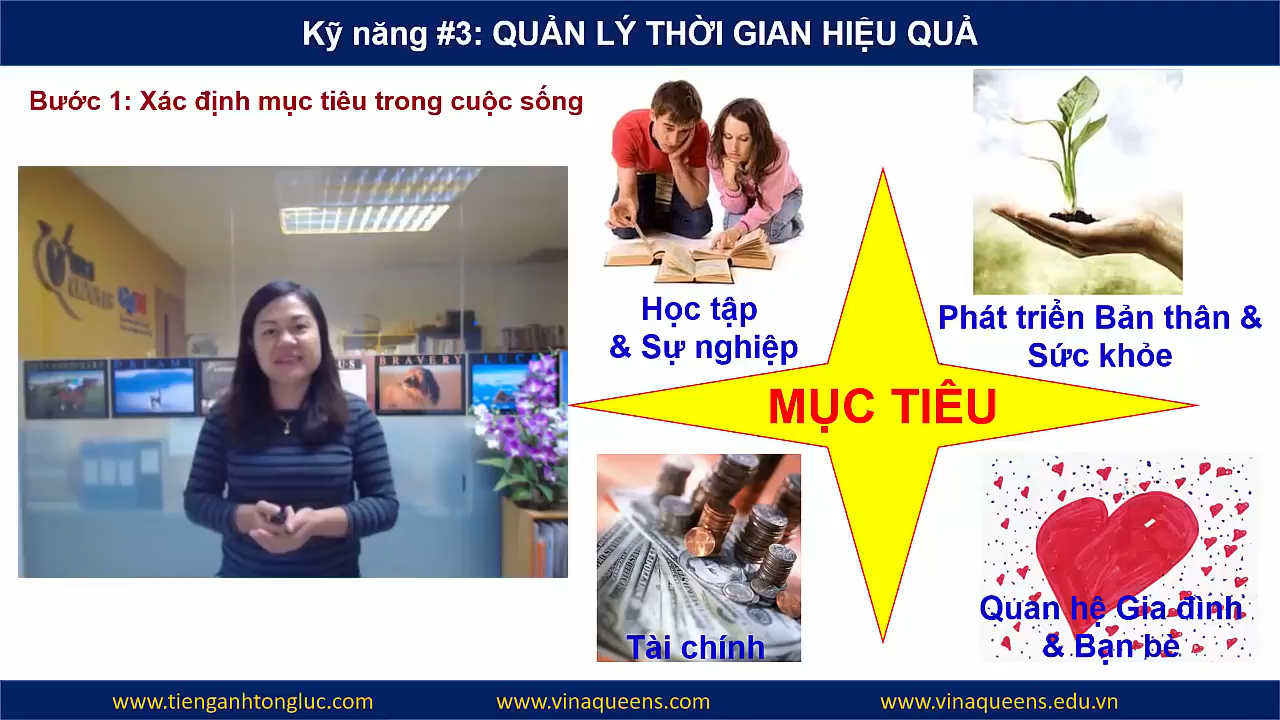 Kỹ năng #3: QUẢN LÝ THỜI GIAN HIỆU QUẢ
Bước 1: Xác định mục tiêu trong cuộc sống
Học tập
& Sự nghiệp
Phát triển Bản thân &
Sức khỏe
MỤC TIÊU
BRAVERY
Tài chính
Quan hệ Gia đình
& Bạn bè
www.tienganhtongluc.com
www.vinaqueens.com
www.vinaqueens.edu.vn